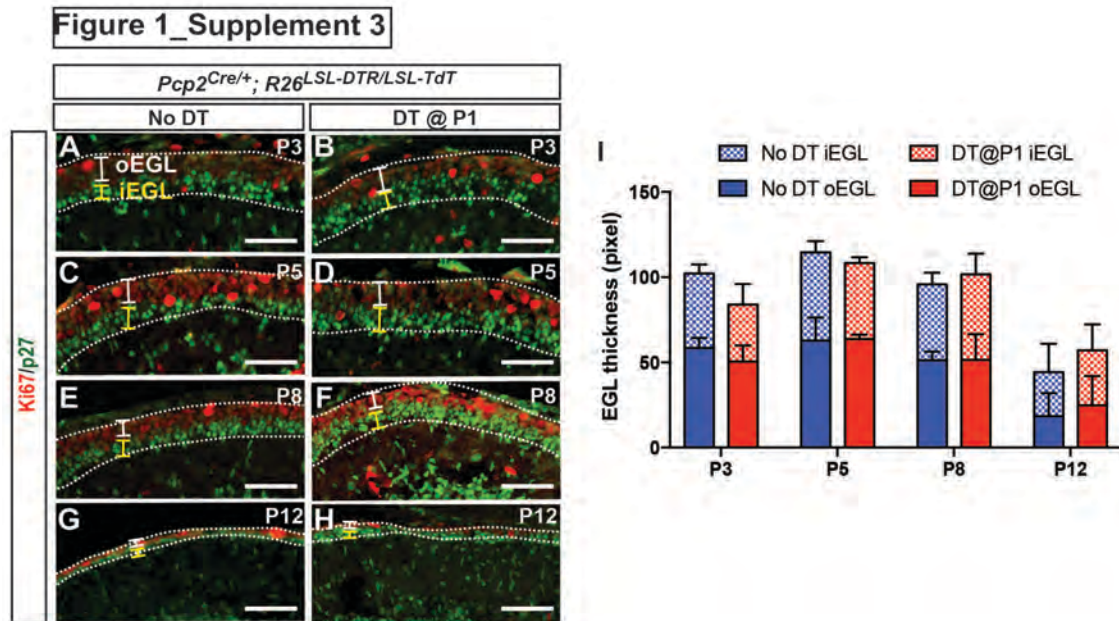 Figure 1_Supplement 3
Pcp2Cre/+; R26LSL-DTR/LSL-TdT
No DT
DT @ P1
Ki67/p27
A
P3
oEGL
iEGL
B
P3
C
P5
D
P5
E
P8
F
P8
G
P12
H
P12
I
No DT iEGL
DT@P1 iEGL
No DT oEGL
DT@P1 oEGL
EGL thickness (pixel)
150
100
50
0
P3
P5
P8
P12